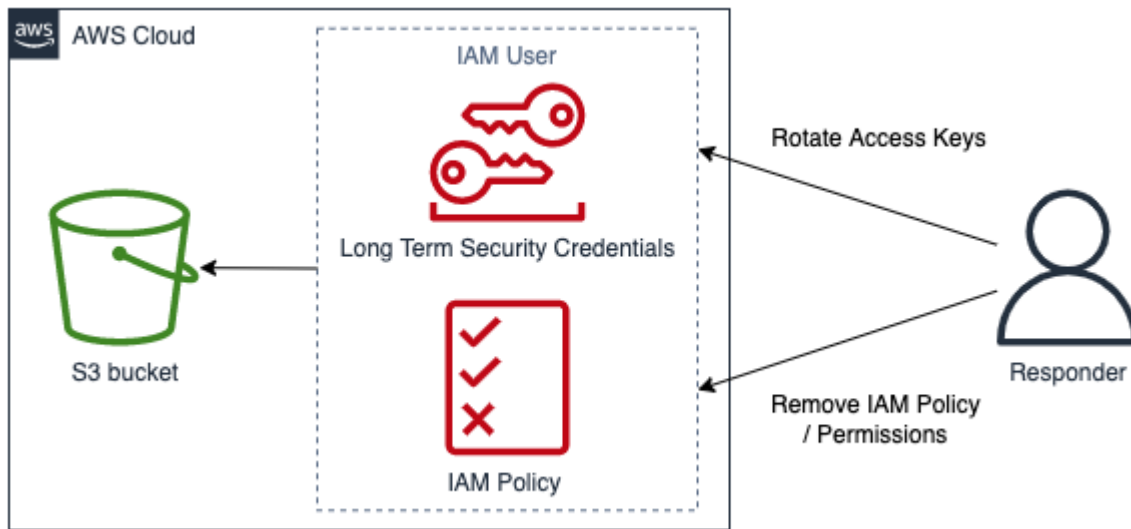 aws
AWS Cloud
IAM User
Rotate Access Keys
Long Term Security Credentials
S3 bucket
Responder
Remove IAM Policy
/ Permissions
IAM Policy